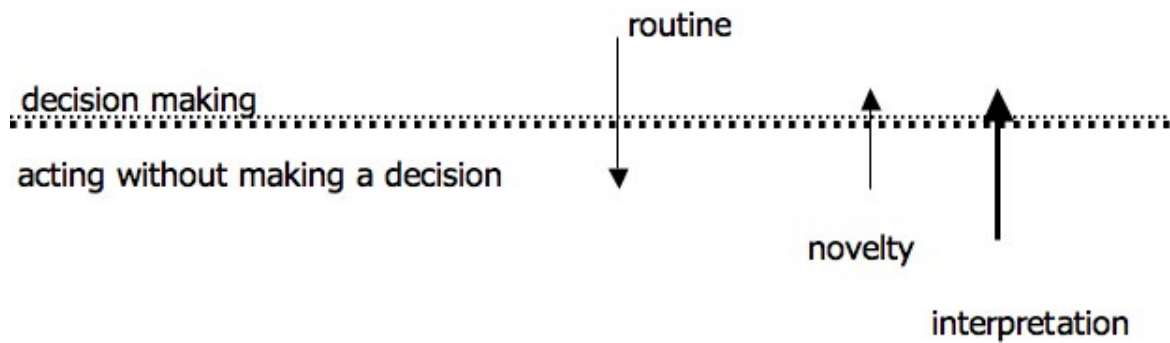 routine
decision making
acting without making a decision
novelty
interpretation